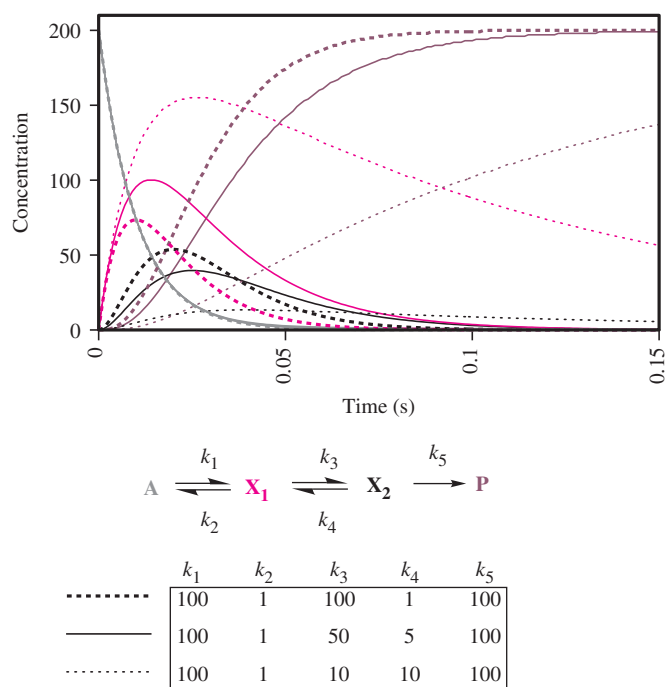 200
150
100
50
0
Concentration
0
0.05
0.1
0.15
Time (s)
k1 k3 k5
A X1 X2 P
k2 k4
k1 k2 k3 k4 k5
100 1 100 1 100
100 1 50 5 100
100 1 10 10 100